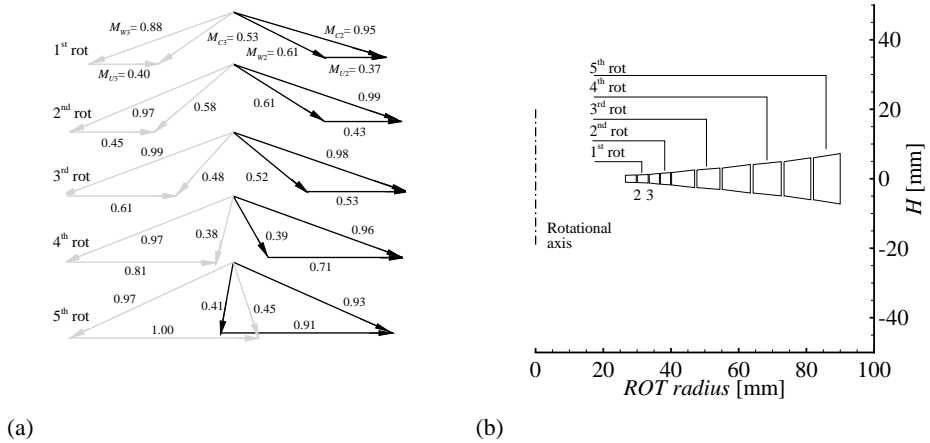 M_W3= 0.88
M_C3= 0.53
M_W2= 0.61
M_C2= 0.95
1st rot
M_U3= 0.40
M_U2= 0.37
2nd rot
0.97
0.58
0.61
0.99
0.45
0.43
3rd rot
0.99
0.48
0.52
0.98
0.61
0.53
4th rot
0.97
0.38
0.39
0.96
0.81
0.71
5th rot
0.97
0.41
0.45
0.93
1.00
0.91
(a)
5th rot
4th rot
3rd rot
2nd rot
1st rot
2 3
Rotational
axis
40
20
0
-20
-40
H [mm]
0 20 40 60 80 100
ROT radius [mm]
(b)